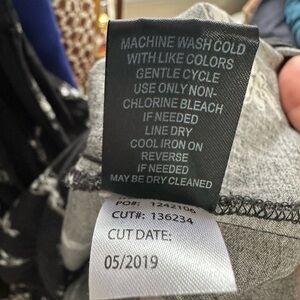 MACHINE WASH COLD
WITH LIKE COLORS
GENTLE CYCLE
USE ONLY NON-
CHLORINE BLEACH
IF NEEDED
LINE DRY
COOL IRON ON
REVERSE
IF NEEDED
MAY BE DRY CLEANED
PO#: 1242106
CUT#: 136234
CUT DATE:
05/2019